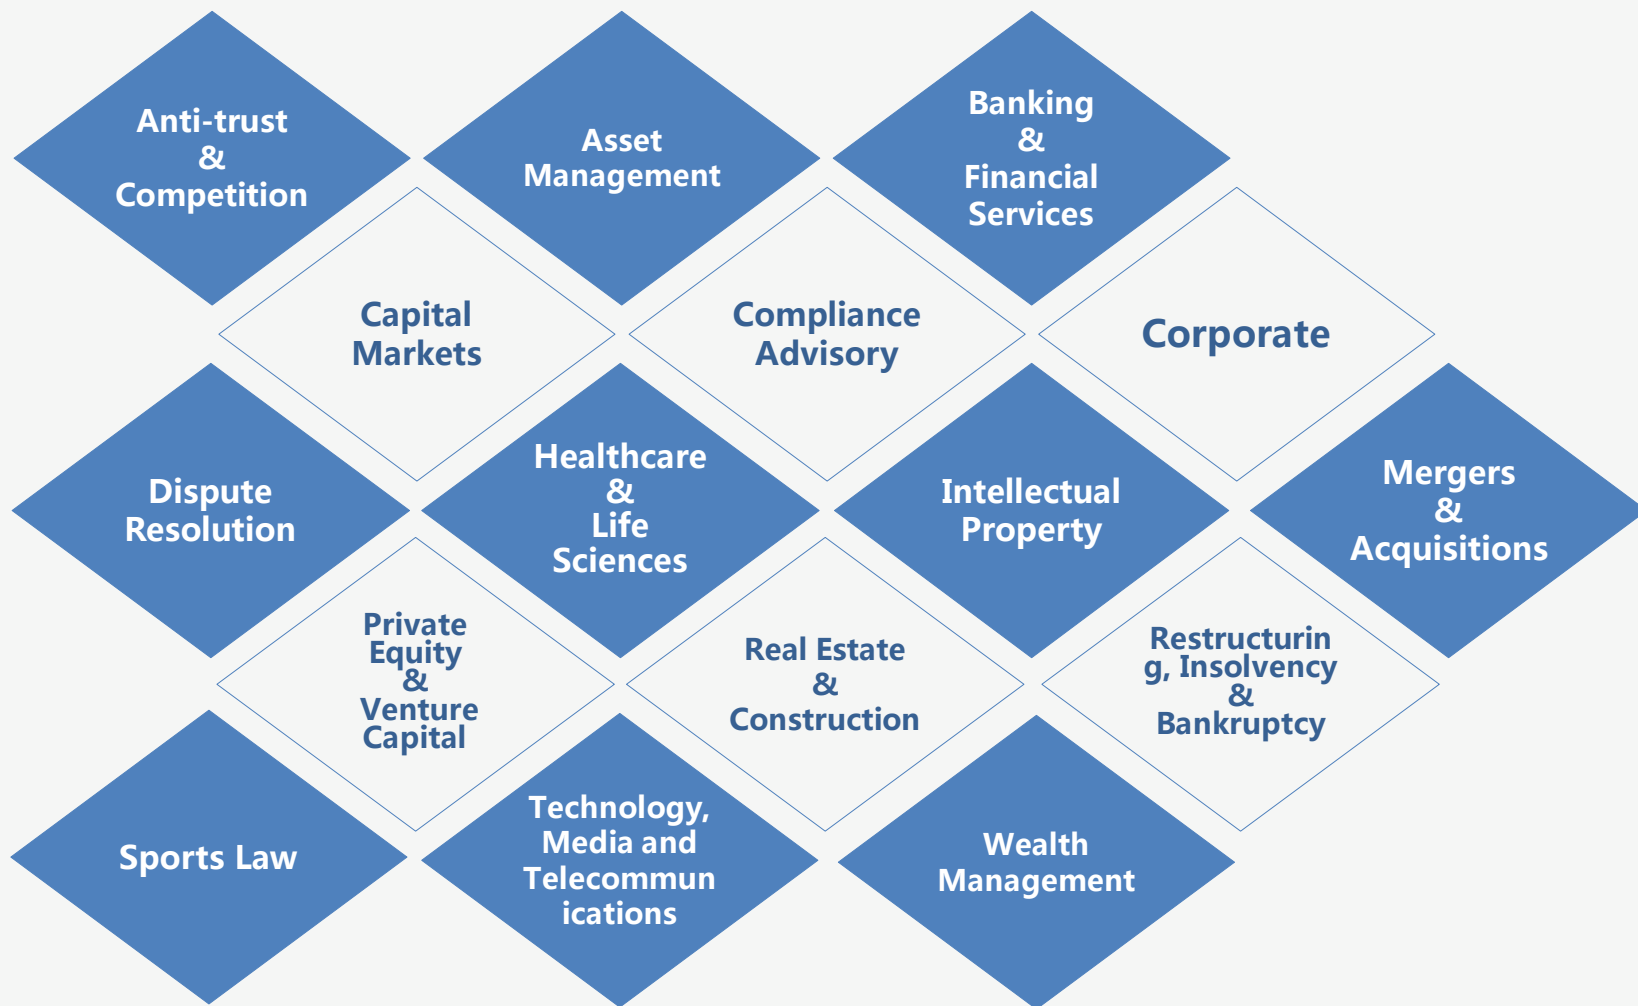 Anti-trust
&
Competition
Asset
Management
Banking
&
Financial
Services
Capital
Markets
Compliance
Advisory
Corporate
Dispute
Resolution
Healthcare
&
Life
Sciences
Intellectual
Property
Mergers
&
Acquisitions
Private
Equity
&
Venture
Capital
Real Estate
&
Construction
Restructurin
g, Insolvency
&
Bankruptcy
Sports Law
Technology,
Media and
Telecommun
ications
Wealth
Management